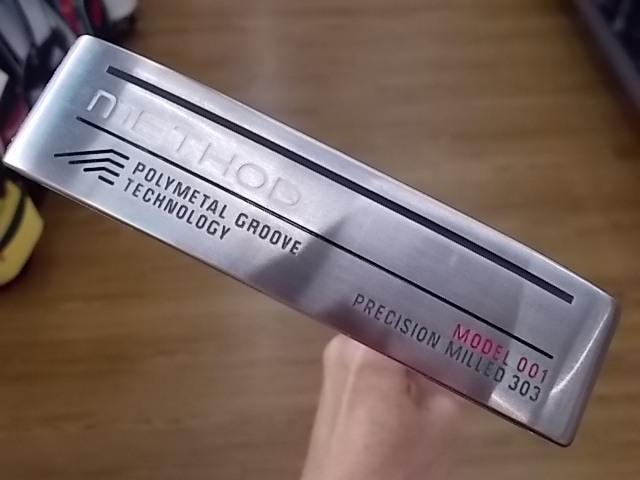 METHOD
POLYMETAL GROOVE
TECHNOLOGY
MODEL 001
PRECISION MILLED 303